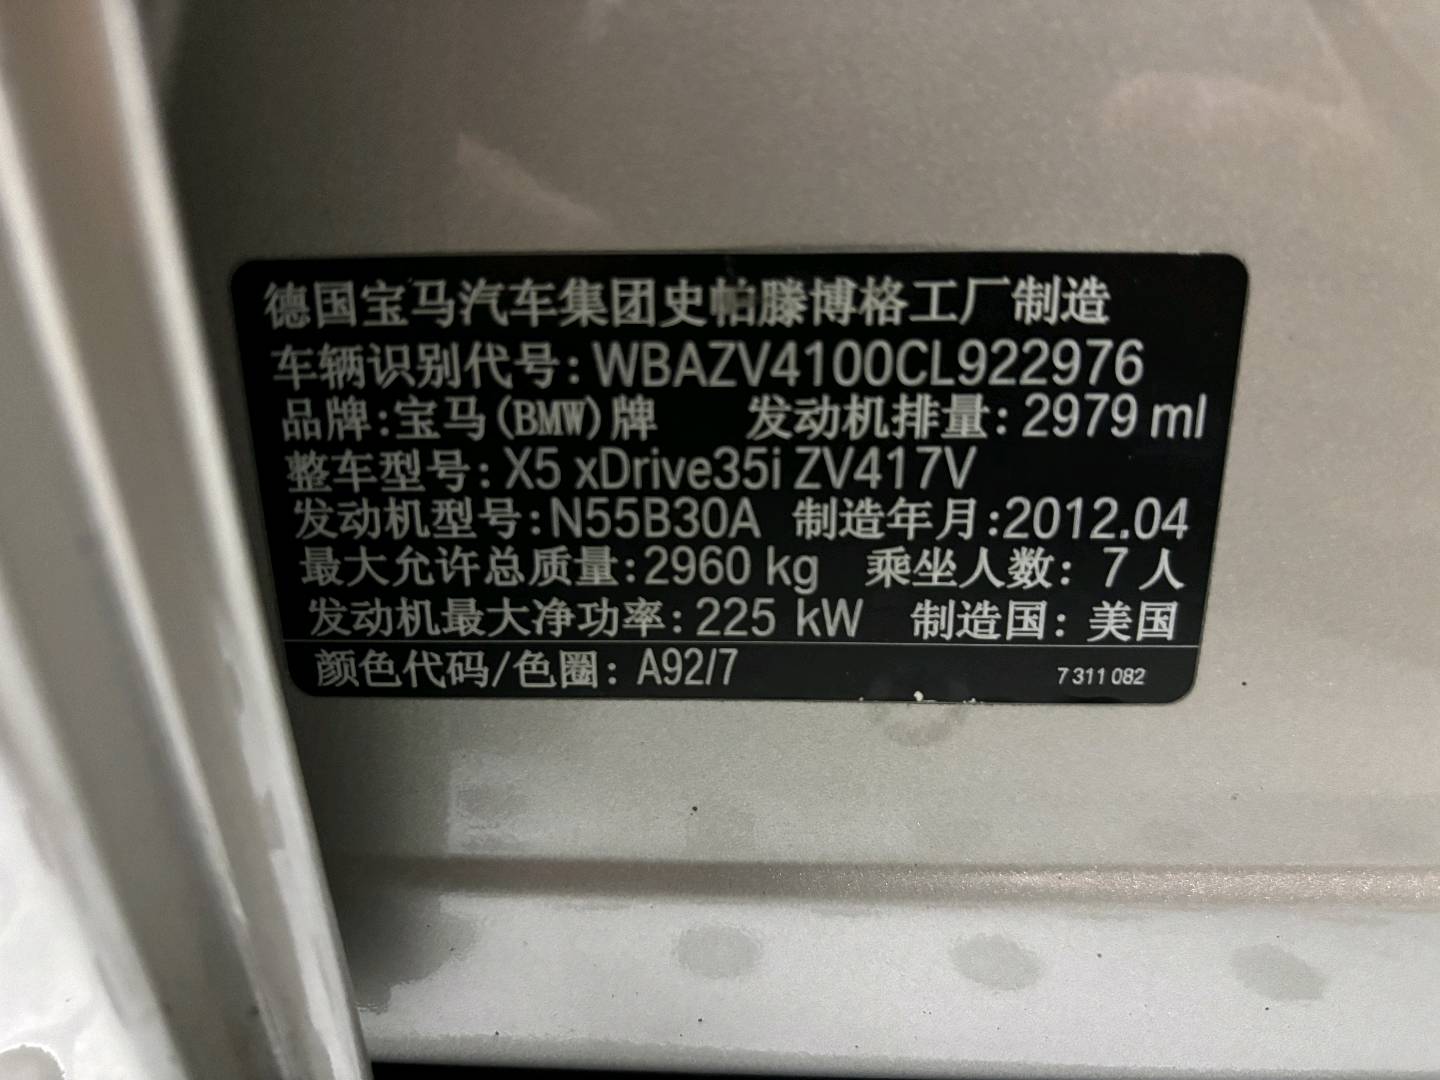 德国宝马汽车集团史帕滕博格工厂制造
车辆识别代号：WBAZV4100CL922976
品牌：宝马(BMW)牌 发动机排量：2979 ml
整车型号：X5 xDrive35i ZV417V
发动机型号：N55B30A 制造年月：2012.04
最大允许总质量：2960 kg 乘坐人数：7人
发动机最大净功率：225 kW 制造国：美国
颜色代码/色圈：A92/7 7 311 082